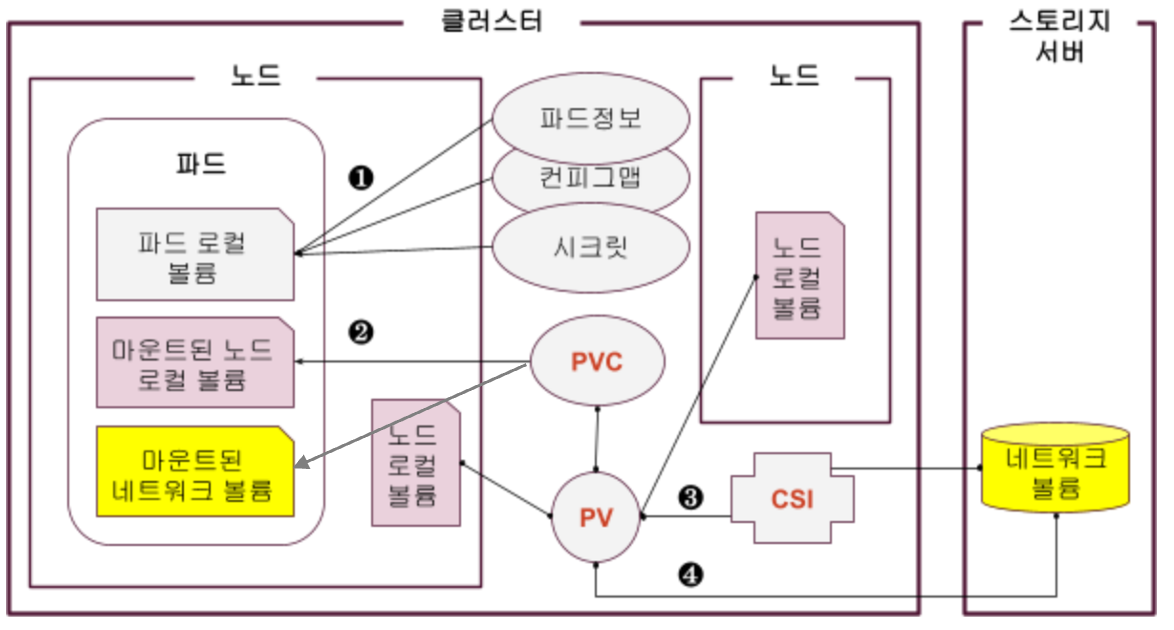 클러스터
스토리지
서버
노드
노드
파드정보
컨피그맵
시크릿
파드
❶
파드 로컬
볼륨
노드
로컬
볼륨
❷
마운트된 노드
로컬 볼륨
PVC
노드
로컬
볼륨
마운트된
네트워크 볼륨
PV
❸
CSI
네트워크
볼륨
❹